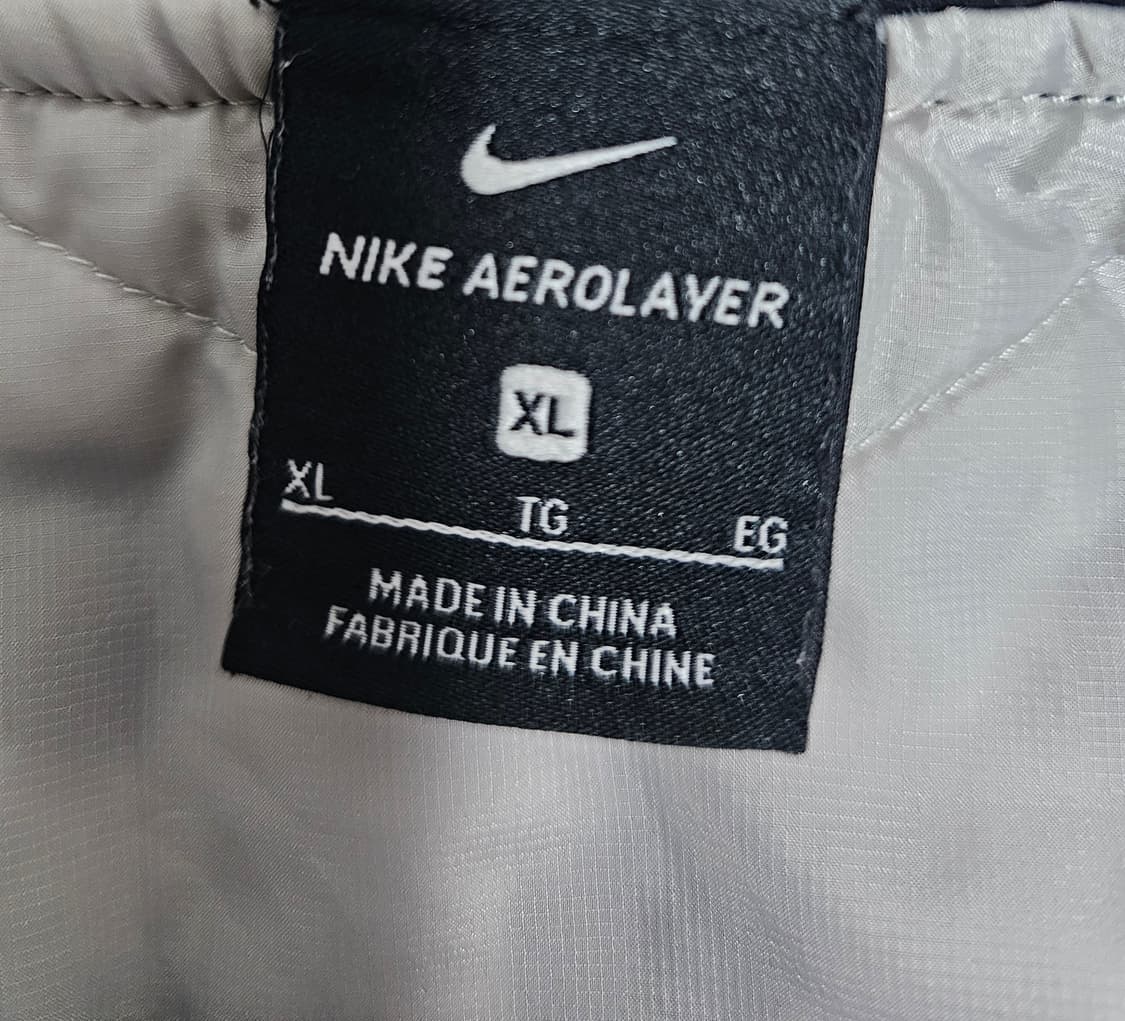 NIKE AEROLAYER
XL
XL TG EG
MADE IN CHINA
FABRIQUE EN CHINE